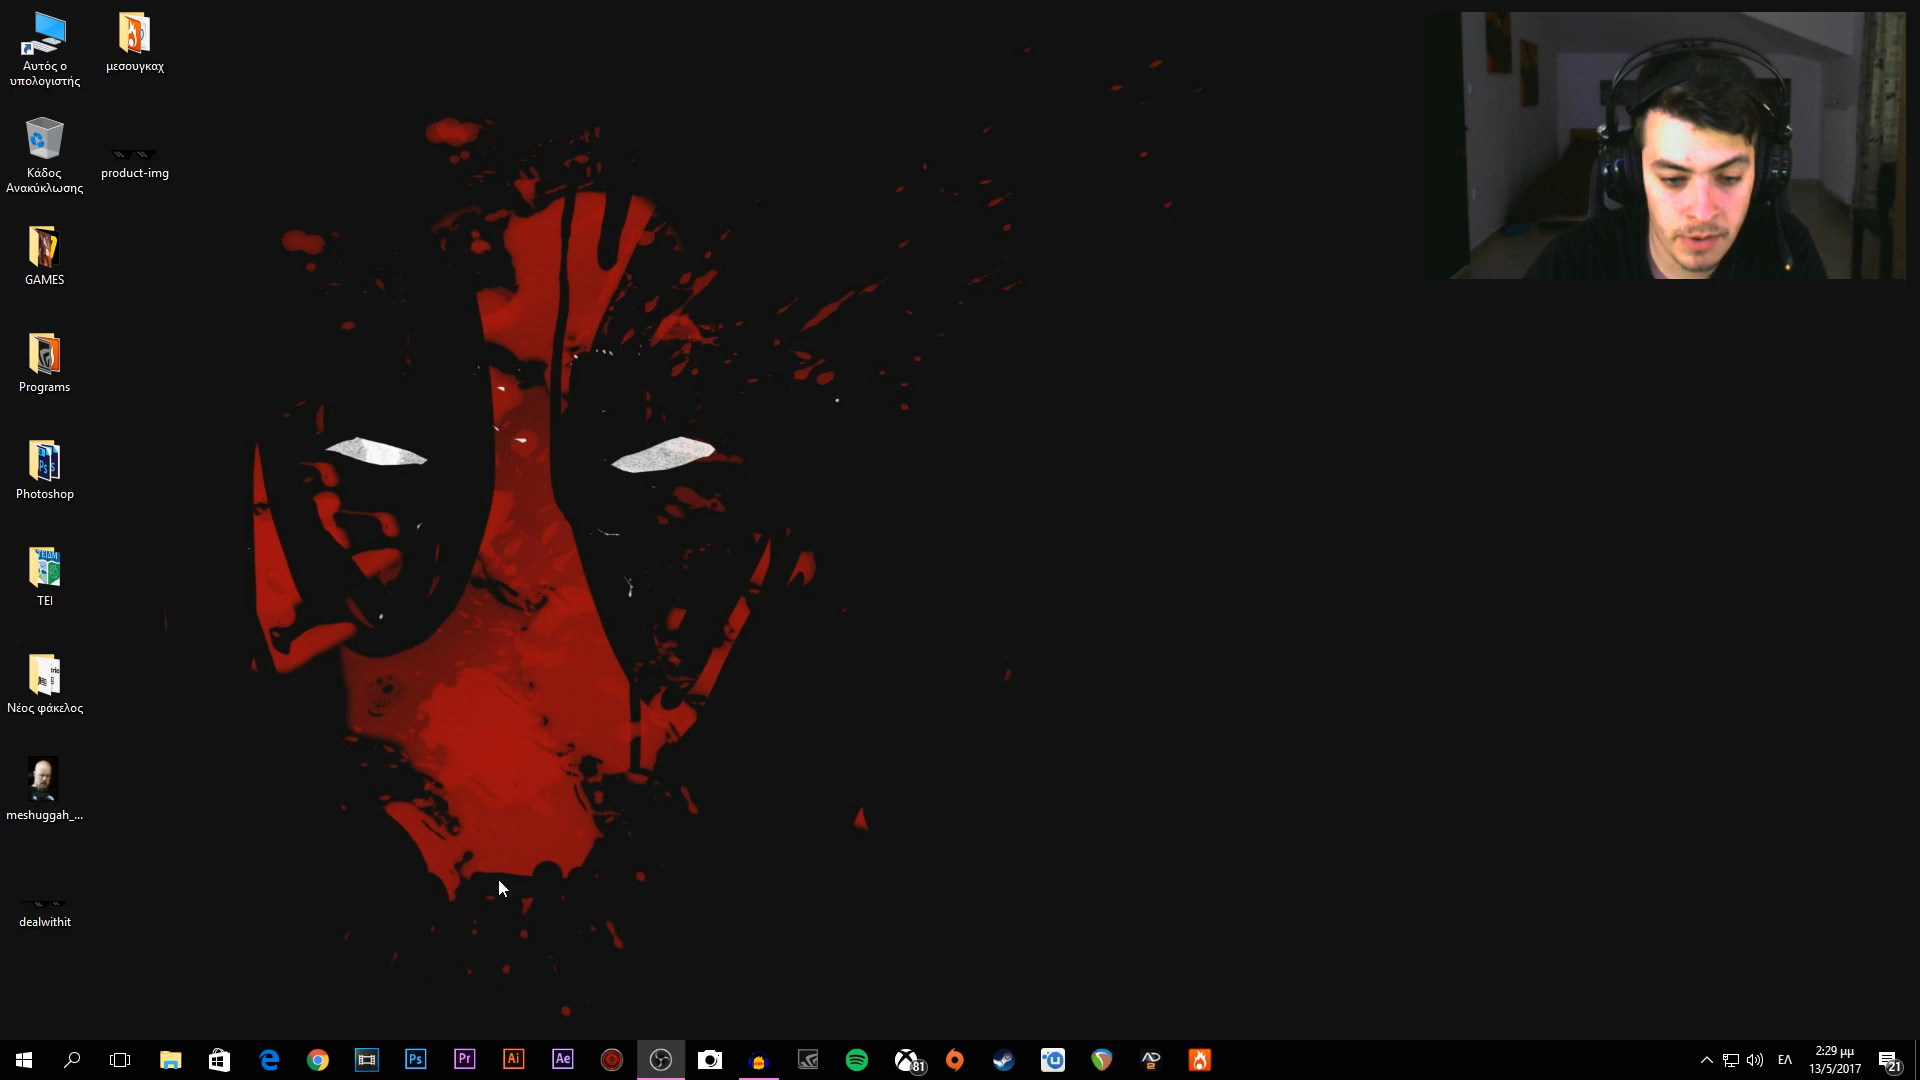 Αυτός ο
υπολογιστής
μεσουγκαχ
Κάδος
Ανακύκλωσης
product-img
GAMES
Programs
Photoshop
TEI
Νέος φάκελος
meshuggah_...
dealwithit
Ps
Pr
Ai
Ae
81
ΕΛ
2:29 μμ
13/5/2017
21